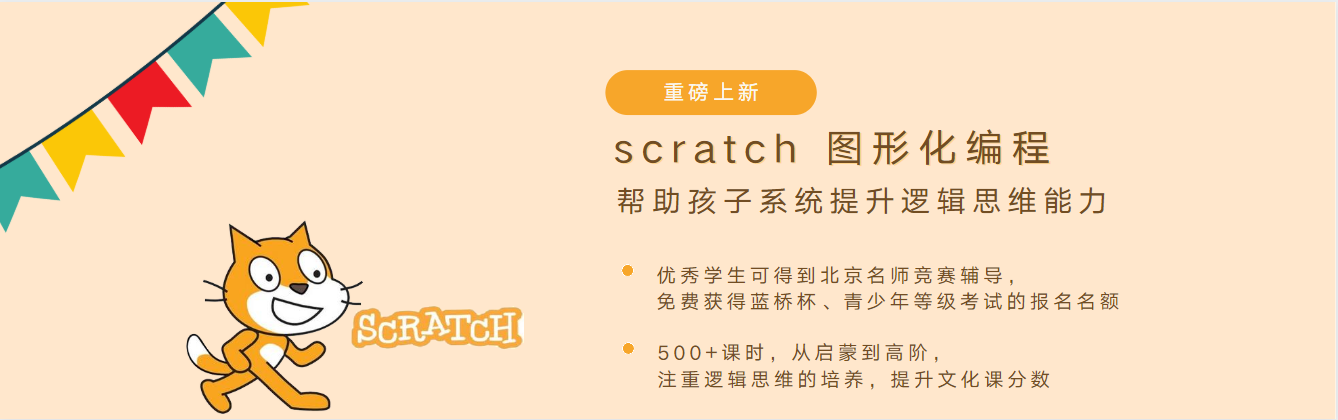 重磅上新
scratch 图形化编程
帮助孩子系统提升逻辑思维能力
SCRATCH
优秀学生可得到北京名师竞赛辅导，
免费获得蓝桥杯、青少年等级考试的报名名额
500+课时，从启蒙到高阶，
注重逻辑思维的培养，提升文化课分数